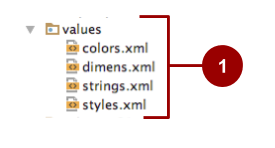 values
colors.xml
dimens.xml
strings.xml
styles.xml
1